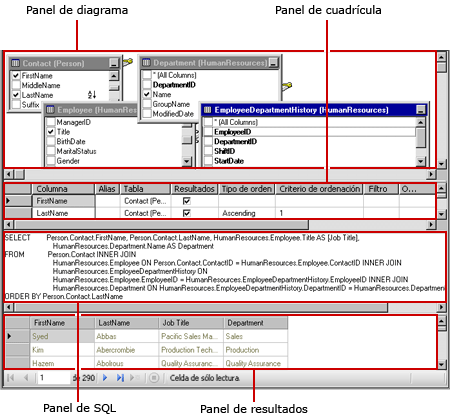 Panel de diagrama
Panel de cuadrícula
Contact (Person)
FirstName
MiddleName
LastName
Suffix
Department (HumanResources)
* (All Columns)
DepartmentID
Name
GroupName
ModifiedDate
Employee (HumanResources)
ManagerID
Title
BirthDate
MaritalStatus
Gender
EmployeeDepartmentHistory (HumanResources)
* (All Columns)
EmployeeID
DepartmentID
ShiftID
StartDate
Columna Alias Tabla Resultados Tipo de orden Criterio de ordenación Filtro O...
FirstName Contact (Pe...
LastName Contact (Pe... Ascending 1
SELECT Person.Contact.FirstName, Person.Contact.LastName, HumanResources.Employee.Title AS [Job Title],
HumanResources.Department.Name AS Department
FROM Person.Contact INNER JOIN
HumanResources.Employee ON Person.Contact.ContactID = HumanResources.Employee.ContactID INNER JOIN
HumanResources.EmployeeDepartmentHistory ON
HumanResources.Employee.EmployeeID = HumanResources.EmployeeDepartmentHistory.EmployeeID INNER JOIN
HumanResources.Department ON HumanResources.EmployeeDepartmentHistory.DepartmentID = HumanResources.Departmen
ORDER BY Person.Contact.LastName
FirstName LastName Job Title Department
Syed Abbas Pacific Sales Ma... Sales
Kim Abercrombie Production Tech... Production
Hazem Abolrous Quality Assuranc... Quality Assurance
1 de 290 Celda de sólo lectura.
Panel de SQL
Panel de resultados